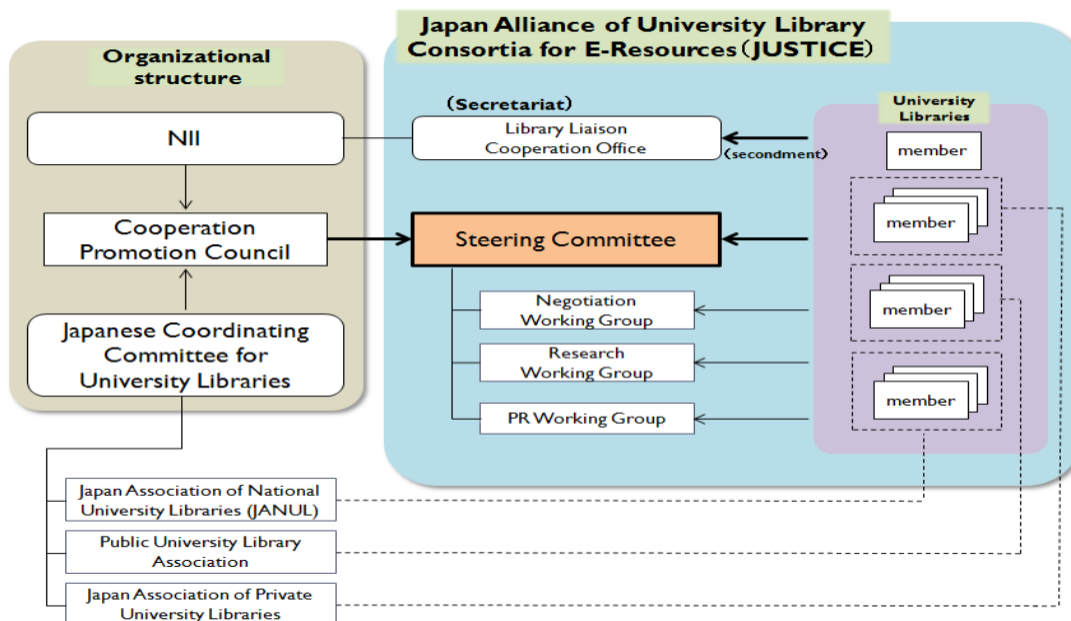 Japan Alliance of University Library
Consortia for E-Resources(JUSTICE)
Organizational
structure
NII
Cooperation
Promotion Council
Japanese Coordinating
Committee for
University Libraries
(Secretariat)
Library Liaison
Cooperation Office
(secondment)
Steering Committee
Negotiation
Working Group
Research
Working Group
PR Working Group
University
Libraries
member
member
member
member
Japan Association of National
University Libraries (JANUL)
Public University Library
Association
Japan Association of Private
University Libraries